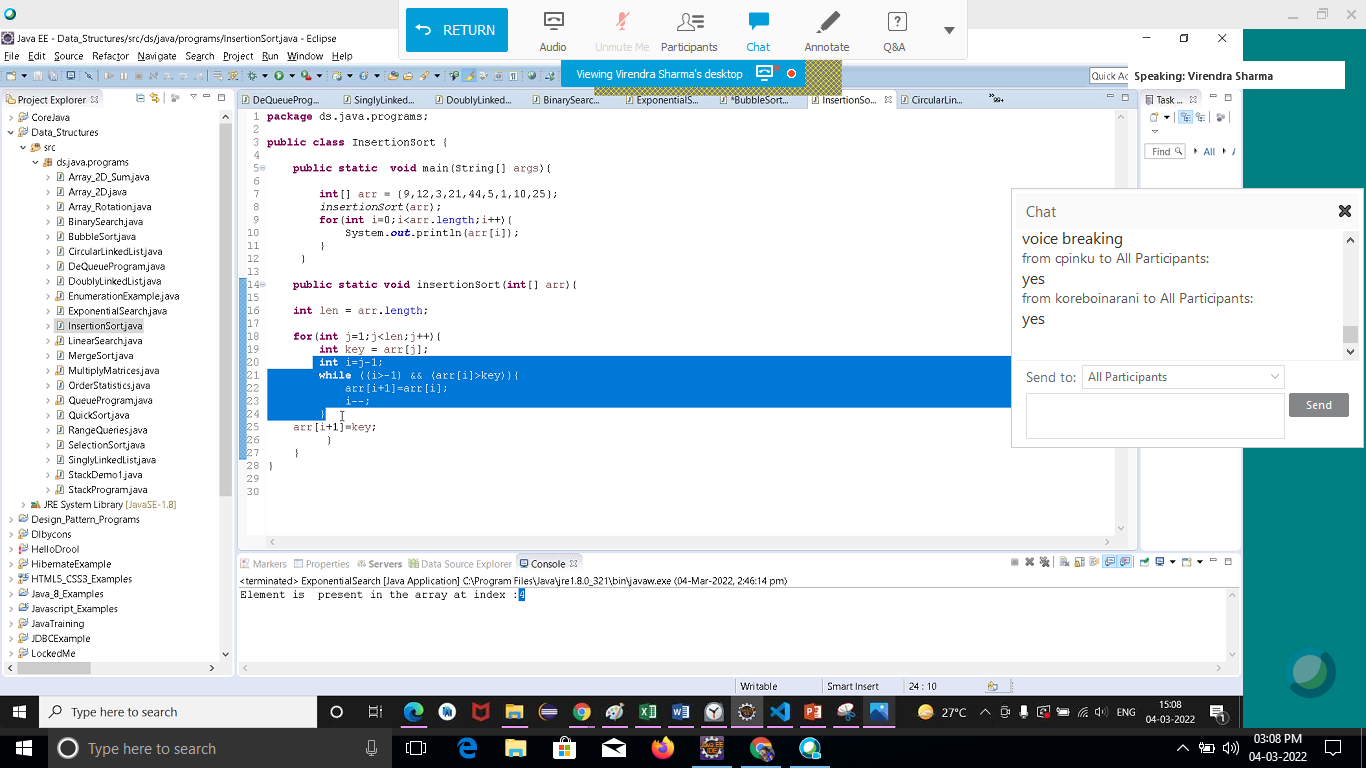 RETURN
Audio
Unmute Me
Participants
Chat
Annotate
Q&A
Viewing Virendra Sharma's desktop
Speaking: Virendra Sharma
Java EE - Data_Structures/src/ds/java/programs/InsertionSort.java - Eclipse
File Edit Source Refactor Navigate Search Project Run Window Help
Quick Ac
Project Explorer
CoreJava
Data_Structures
src
ds.java.programs
Array_2D_Sum.java
Array_2D.java
Array_Rotation.java
BinarySearch.java
BubbleSort.java
CircularLinkedList.java
DeQueueProgram.java
DoublyLinkedList.java
EnumerationExample.java
ExponentialSearch.java
InsertionSort.java
LinearSearch.java
MergeSort.java
MultiplyMatrices.java
OrderStatistics.java
QueueProgram.java
QuickSort.java
RangeQueries.java
SelectionSort.java
SinglyLinkedList.java
StackDemo1.java
StackProgram.java
JRE System Library [JavaSE-1.8]
Design_Pattern_Programs
DIbycons
HelloDrool
HibernateExample
HTML5_CSS3_Examples
Java_8_Examples
Javascript_Examples
JavaTraining
JDBCExample
LockedMe
DeQueueProg... SinglyLinked... DoublyLinked... BinarySearc... ExponentialS... *BubbleSort... InsertionSo... CircularLin...
1 package ds.java.programs;
2
3 public class InsertionSort {
4
5 public static void main(String[] args){
6
7 int[] arr = {9,12,3,21,44,5,1,10,25};
8 insertionSort(arr);
9 for(int i=0;i<arr.length;i++){
10 System.out.println(arr[i]);
11 }
12 }
13
14 public static void insertionSort(int[] arr){
15
16 int len = arr.length;
17
18 for(int j=1;j<len;j++){
19 int key = arr[j];
20 int i=j-1;
21 while ((i>-1) && (arr[i]>key)){
22 arr[i+1]=arr[i];
23 i--;
24 }
25 arr[i+1]=key;
26 }
27 }
28 }
29
30
Task ...
Find All
Chat
voice breaking
from cpinku to All Participants:
yes
from koreboinarani to All Participants:
yes
Send to: All Participants
Send
Markers Properties Servers Data Source Explorer Console
<terminated> ExponentialSearch [Java Application] C:\Program Files\Java\jre1.8.0_321\bin\javaw.exe (04-Mar-2022, 2:46:14 pm)
Element is present in the array at index :4
Writable Smart Insert 24 : 10
Type here to search
27°C
ENG
15:08
04-03-2022
1
Type here to search
03:08 PM
04-03-2022